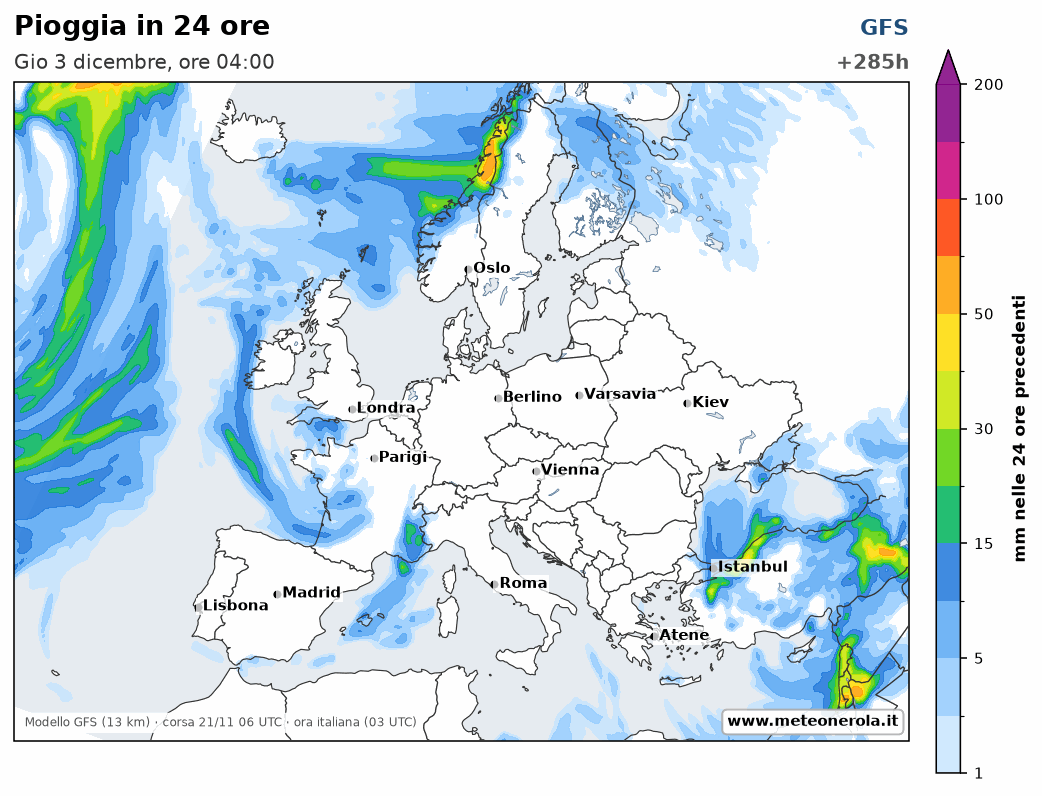 Pioggia in 24 ore
GFS
Gio 3 dicembre, ore 04:00
+285h
200
100
50
30
15
5
1
mm nelle 24 ore precedenti
Oslo
Berlino
Varsavia
Kiev
Londra
Parigi
Vienna
Istanbul
Roma
Madrid
Lisbona
Atene
Modello GFS (13 km) · corsa 21/11 06 UTC · ora italiana (03 UTC)
www.meteonerola.it